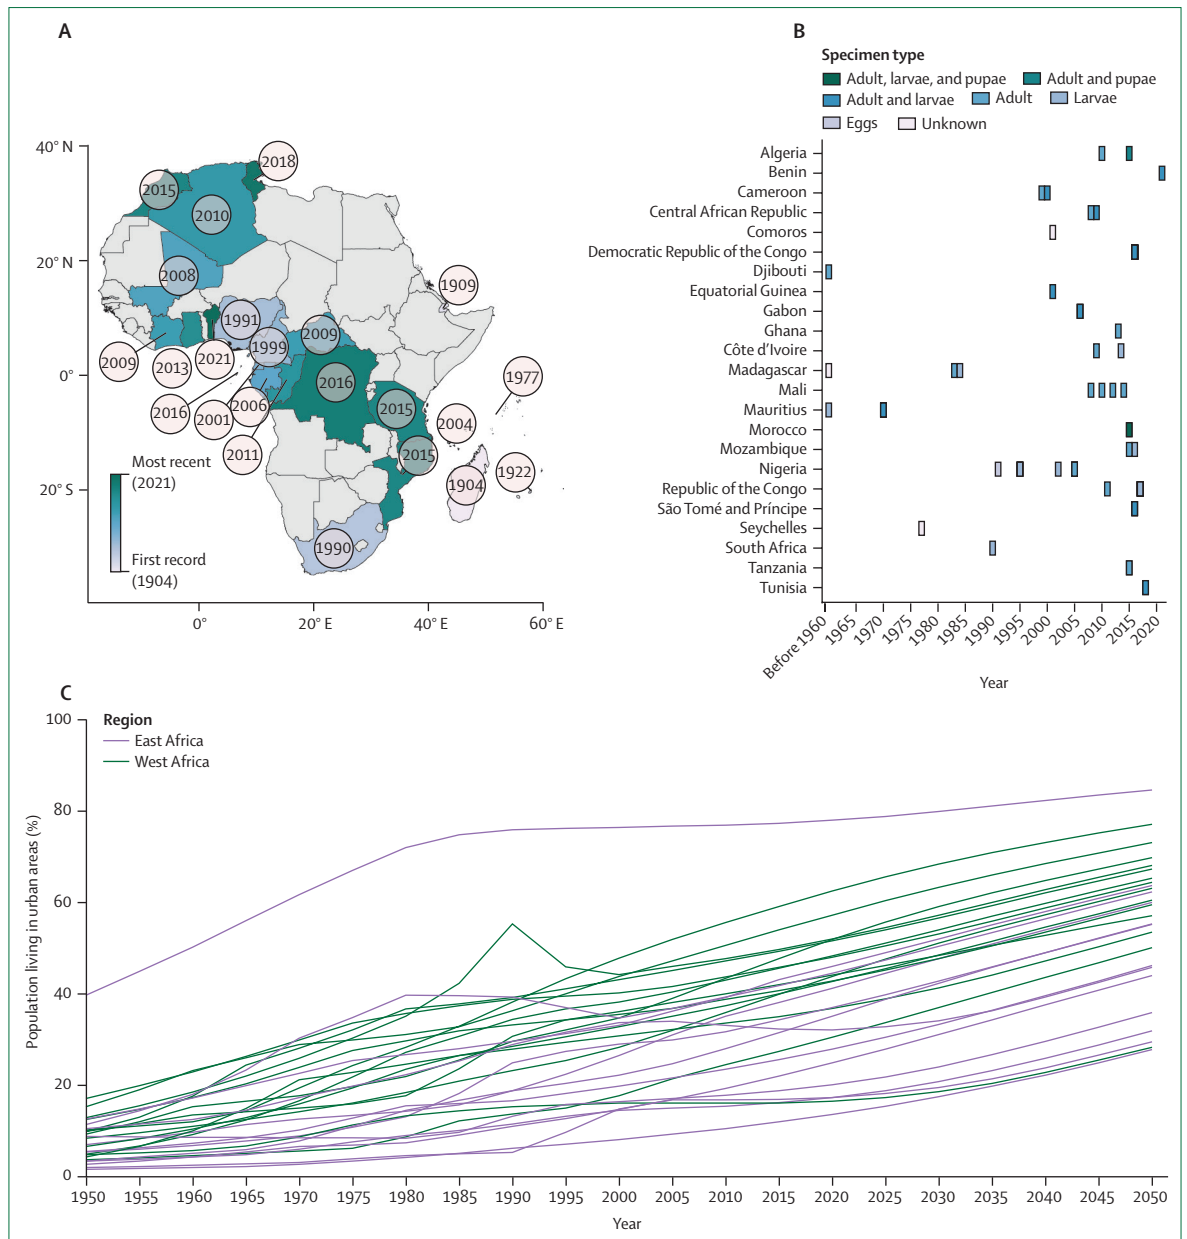 A
40° N
20° N
0°
20° S
2018
2015
2010
2008
1909
1991
1999
2009
2009
2013
2021
2016
1977
2016
2001
2006
2015
2004
2011
2015
1904
1922
1990
Most recent
(2021)
First record
(1904)
0°
20° E
40° E
60° E
B
Specimen type
Adult, larvae, and pupae
Adult and pupae
Adult and larvae
Adult
Larvae
Eggs
Unknown
Algeria
Benin
Cameroon
Central African Republic
Comoros
Democratic Republic of the Congo
Djibouti
Equatorial Guinea
Gabon
Ghana
Côte d'Ivoire
Madagascar
Mali
Mauritius
Morocco
Mozambique
Nigeria
Republic of the Congo
São Tomé and Príncipe
Seychelles
South Africa
Tanzania
Tunisia
Before 1960
1965
1970
1975
1980
1985
1990
1995
2000
2005
2010
2015
2020
Year
C
Region
East Africa
West Africa
Population living in urban areas (%)
100
80
60
40
20
0
1950
1955
1960
1965
1970
1975
1980
1985
1990
1995
2000
2005
2010
2015
2020
2025
2030
2035
2040
2045
2050
Year